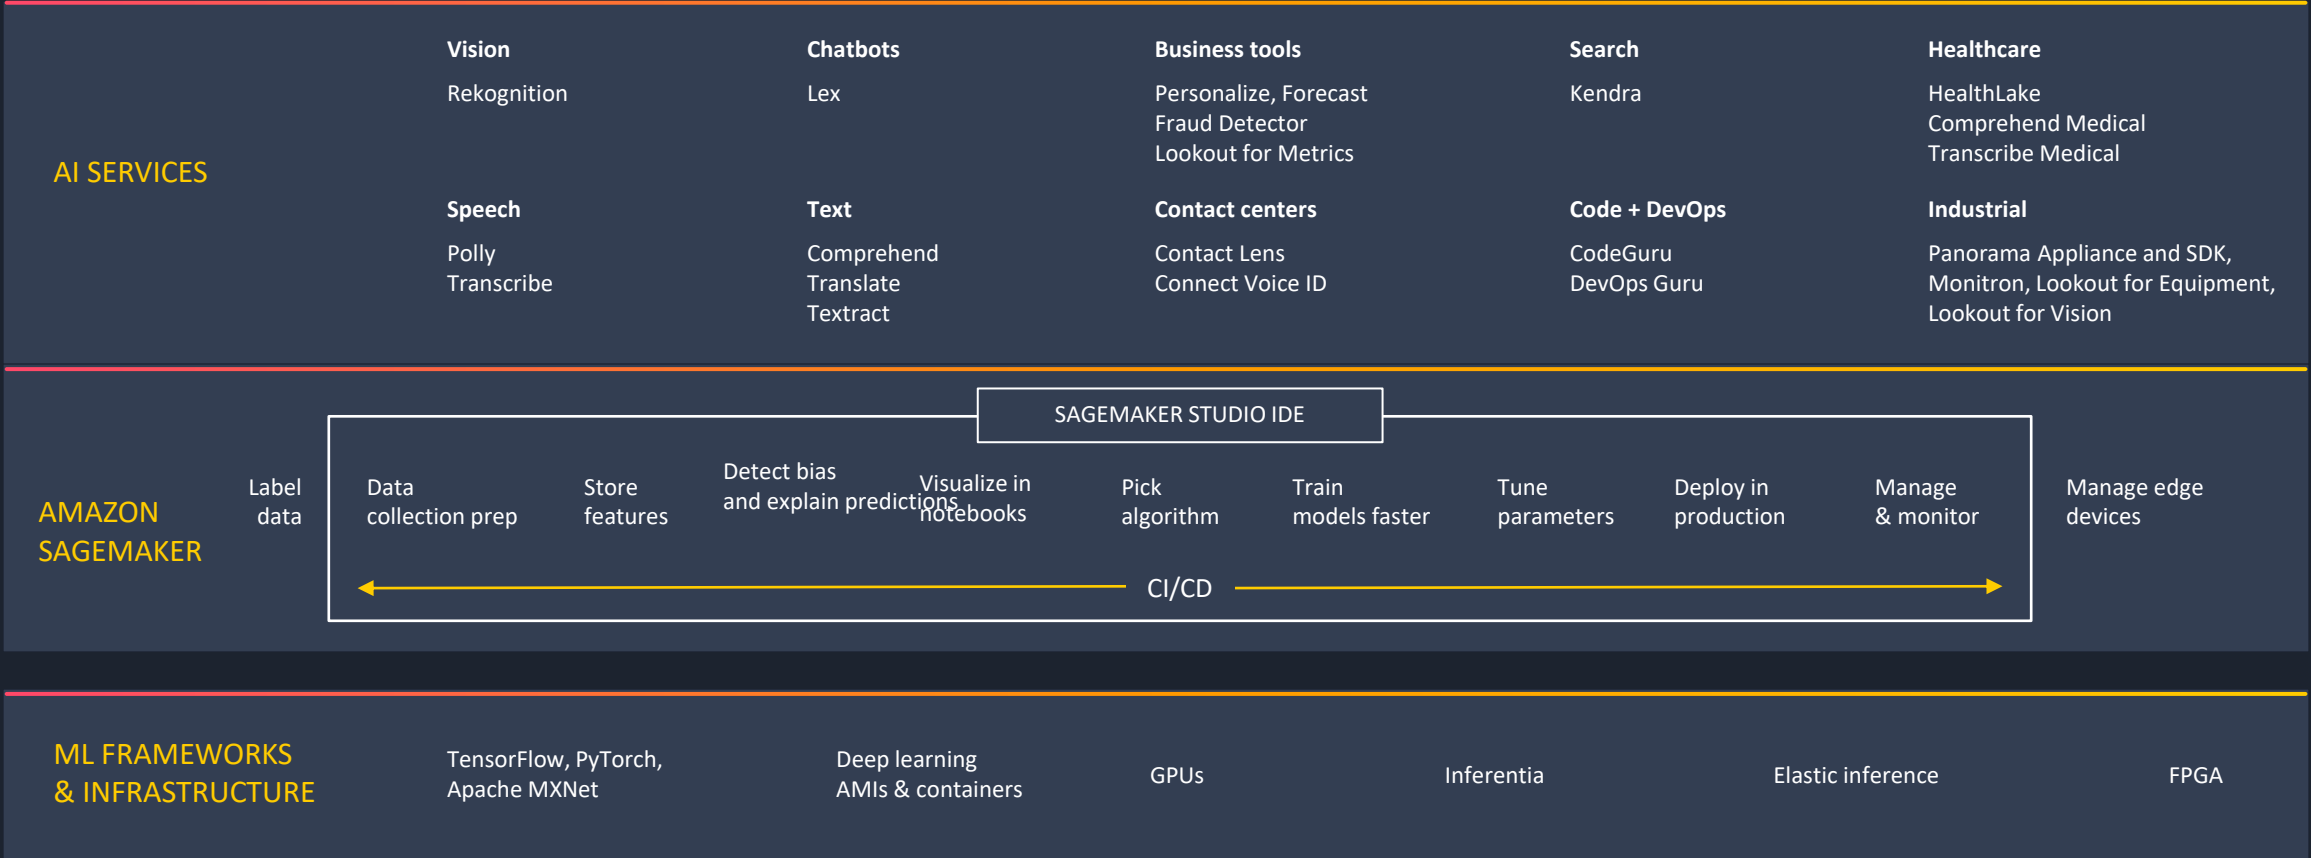 AI SERVICES
Vision
Rekognition
Chatbots
Lex
Business tools
Personalize, Forecast
Fraud Detector
Lookout for Metrics
Search
Kendra
Healthcare
HealthLake
Comprehend Medical
Transcribe Medical
Speech
Polly
Transcribe
Text
Comprehend
Translate
Textract
Contact centers
Contact Lens
Connect Voice ID
Code + DevOps
CodeGuru
DevOps Guru
Industrial
Panorama Appliance and SDK,
Monitron, Lookout for Equipment,
Lookout for Vision
AMAZON
SAGEMAKER
SAGEMAKER STUDIO IDE
Label
data
Data
collection prep
Store
features
Detect bias
and explain predictions
Visualize in
notebooks
Pick
algorithm
Train
models faster
Tune
parameters
Deploy in
production
Manage
& monitor
Manage edge
devices
CI/CD
ML FRAMEWORKS
& INFRASTRUCTURE
TensorFlow, PyTorch,
Apache MXNet
Deep learning
AMIs & containers
GPUs
Inferentia
Elastic inference
FPGA